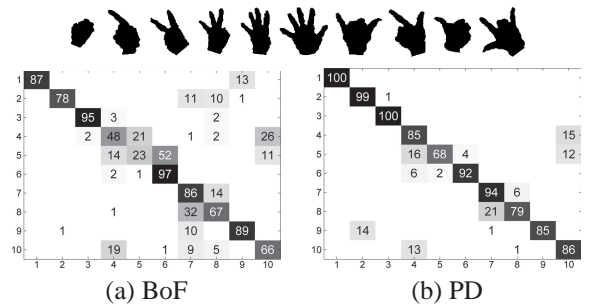 1 87 13
2 78 11 10 1
3 95 3 2
4 2 48 21 1 2 26
5 14 23 52 11
6 2 1 97
7 86 14
8 1 32 67
9 1 10 89
10 19 1 9 5 66
1 2 3 4 5 6 7 8 9 10
(a) BoF
1 100
2 99 1
3 100
4 85 15
5 16 68 4 12
6 6 2 92
7 94 6
8 21 79
9 14 1 85
10 13 1 86
1 2 3 4 5 6 7 8 9 10
(b) PD